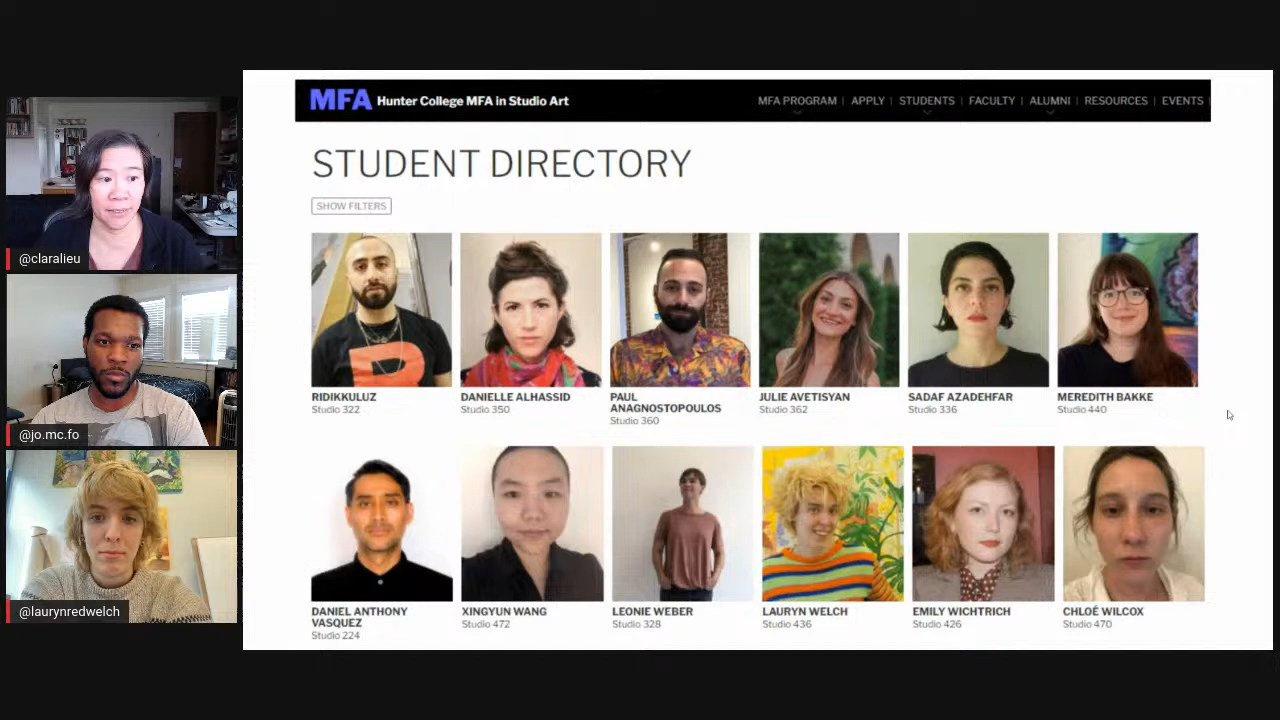 MFA Hunter College MFA in Studio Art
MFA PROGRAM | APPLY | STUDENTS | FACULTY | ALUMNI | RESOURCES | EVENTS
STUDENT DIRECTORY
SHOW FILTERS
@claralieu
@jo.mc.fo
@laurynredwelch
RIDIKKULUZ
Studio 322
DANIELLE ALHASSID
Studio 350
PAUL
ANAGNOSTOPOULOS
Studio 360
JULIE AVETISYAN
Studio 362
SADAF AZADEHFAR
Studio 336
MEREDITH BAKKE
Studio 440
DANIEL ANTHONY
VASQUEZ
Studio 224
XINGYUN WANG
Studio 472
LEONIE WEBER
Studio 328
LAURYN WELCH
Studio 436
EMILY WICHTRICH
Studio 426
CHLOÉ WILCOX
Studio 470